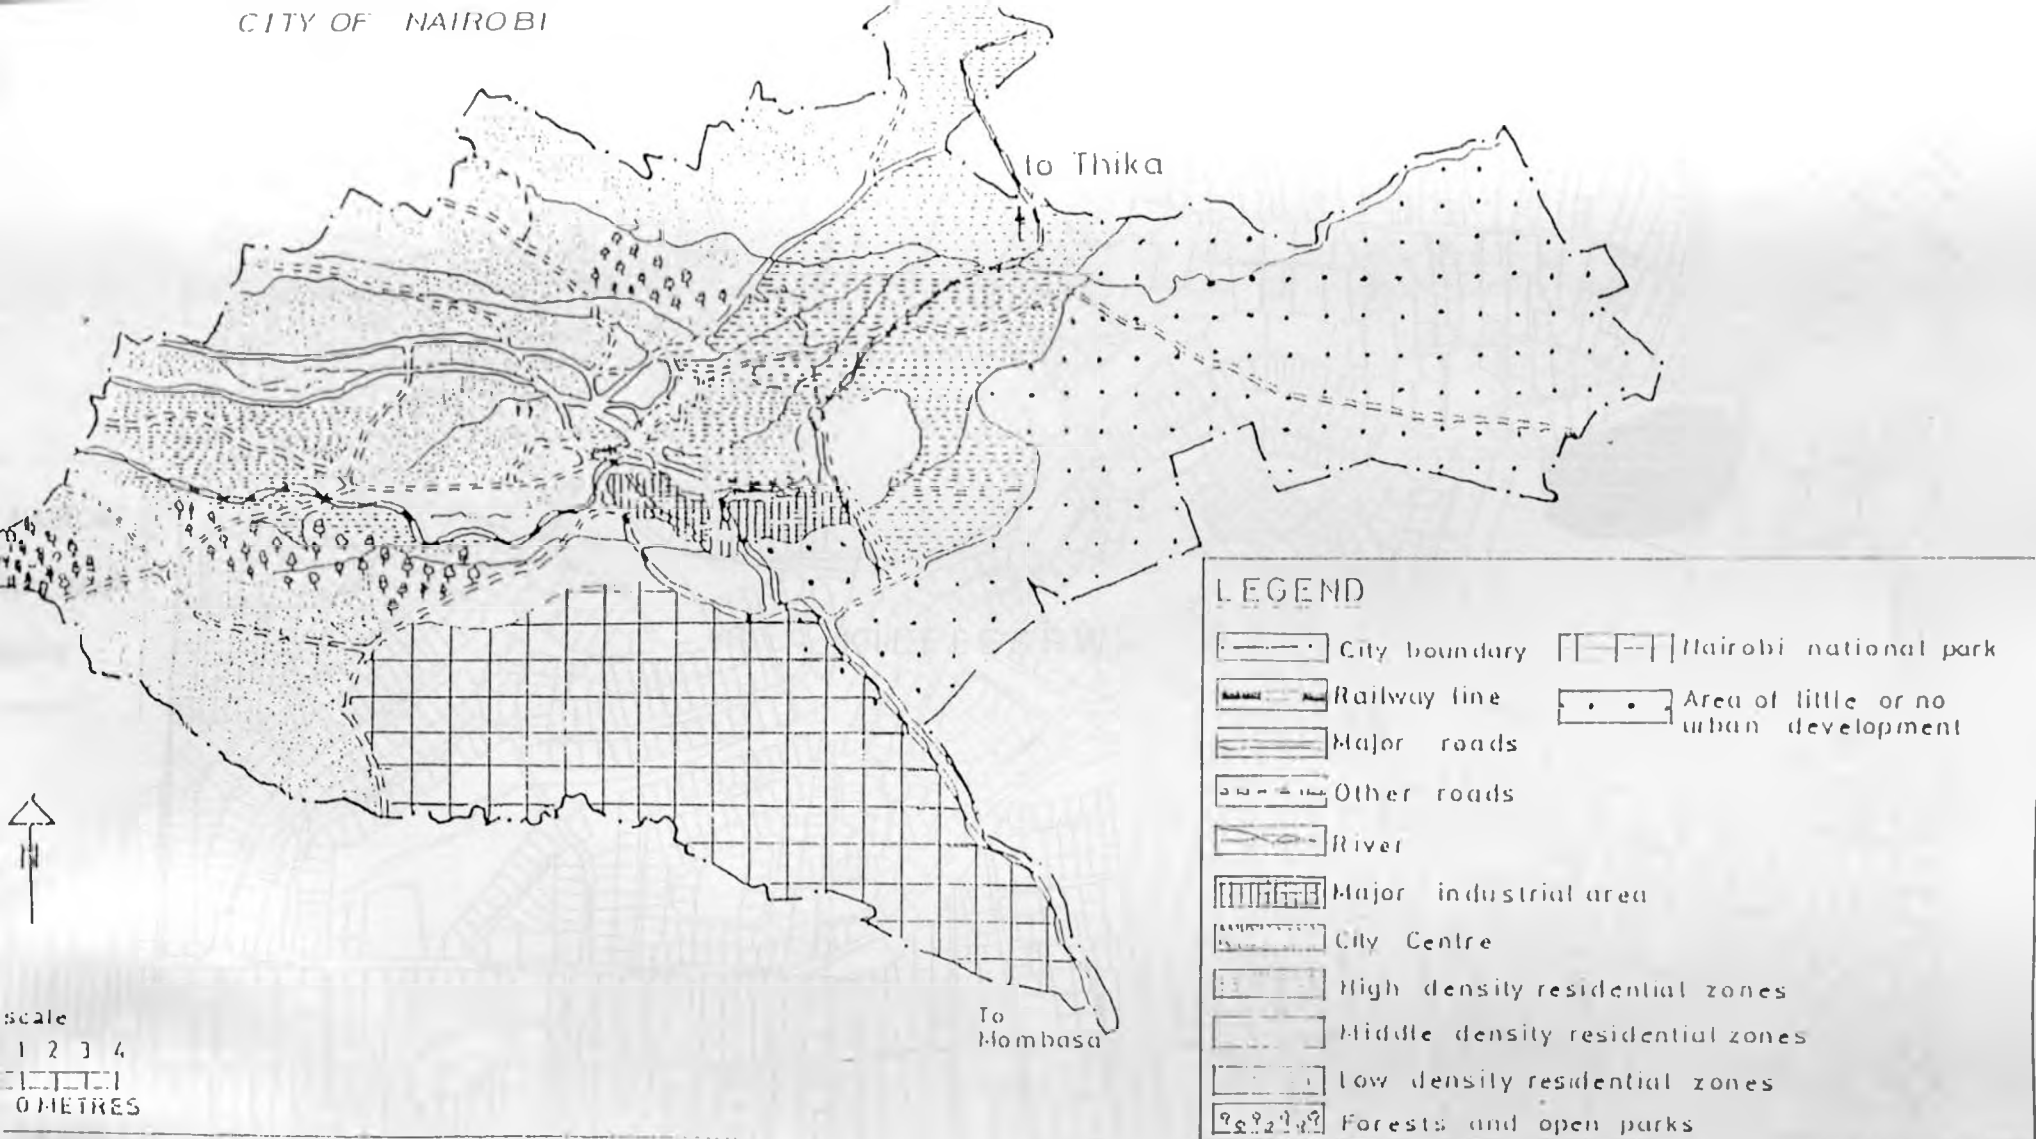 CITY OF NAIROBI
to Thika
To
Mombasa
N
scale
1 2 3 4
0 METRES
LEGEND
City boundary
Railway line
Major roads
Other roads
River
Major industrial area
City Centre
High density residential zones
Middle density residential zones
Low density residential zones
Forests and open parks
Nairobi national park
Area of little or no
urban development